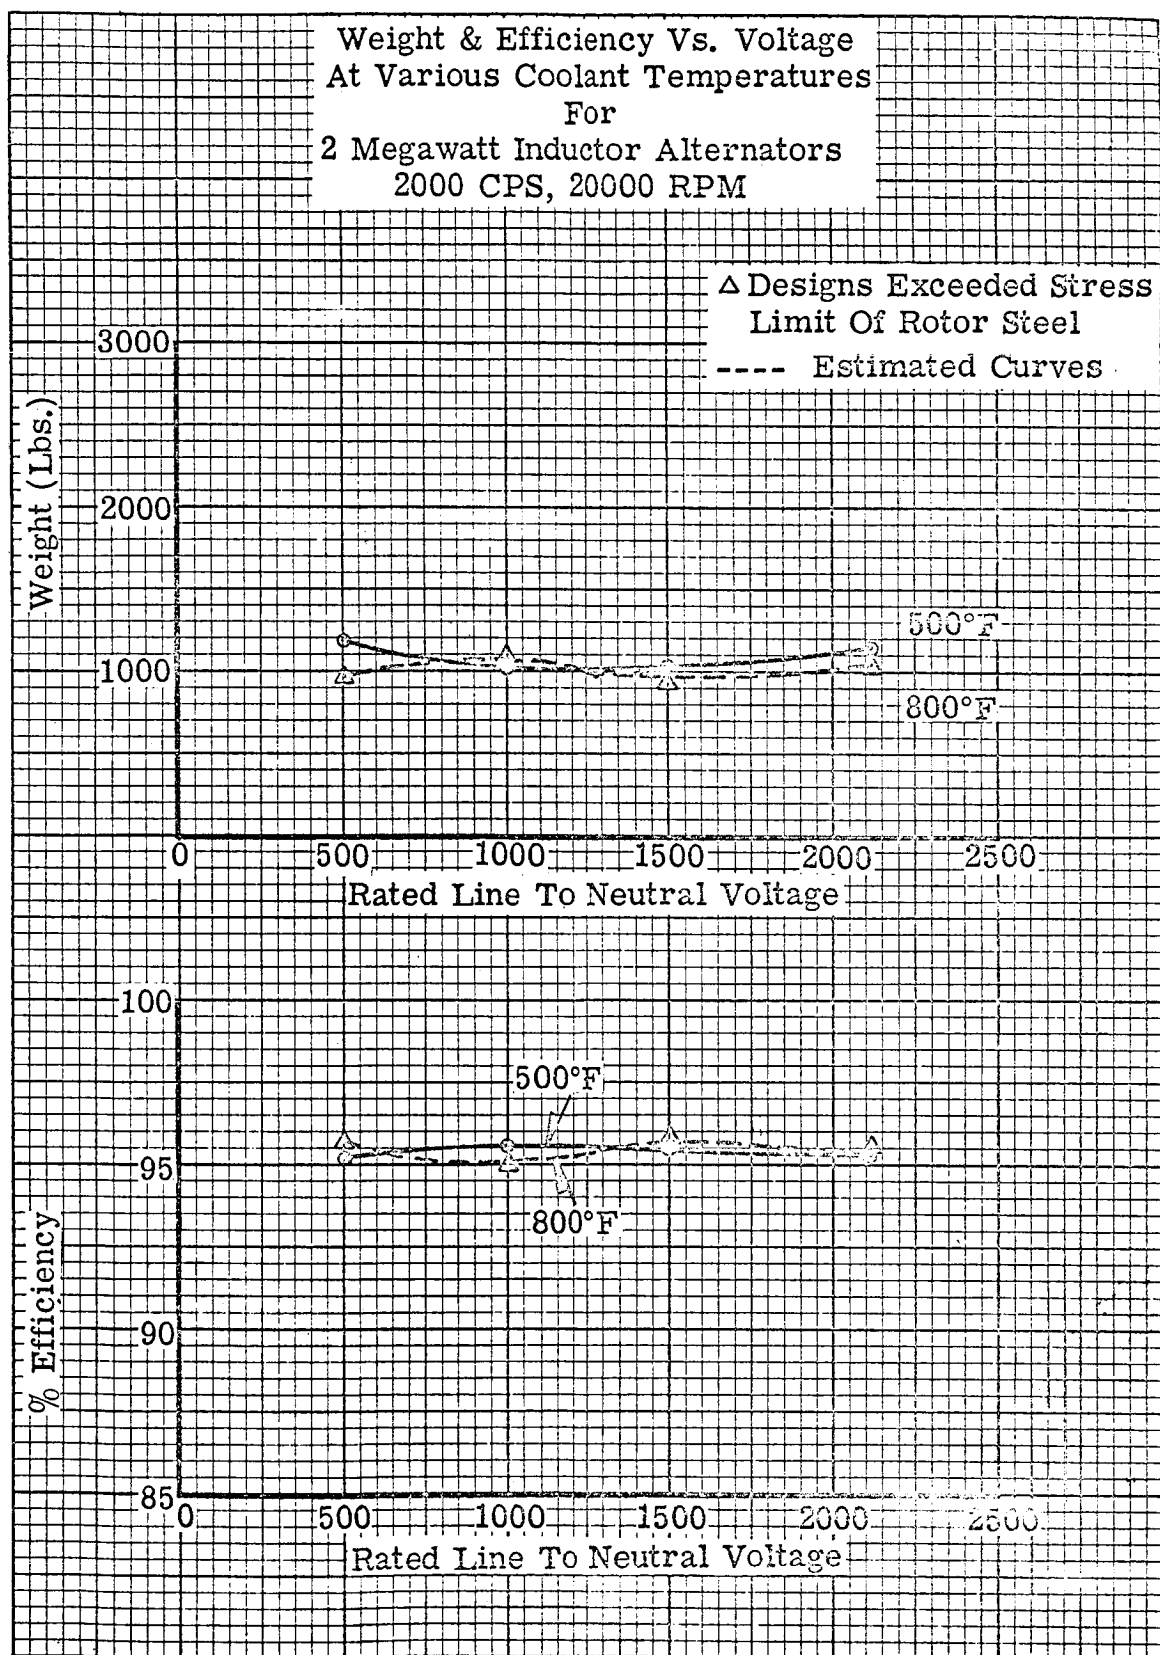 Weight & Efficiency Vs. Voltage
At Various Coolant Temperatures
For
2 Megawatt Inductor Alternators
2000 CPS, 20000 RPM
Δ Designs Exceeded Stress
Limit Of Rotor Steel
---- Estimated Curves
Weight (Lbs.)
3000
2000
1000
500°F
800°F
0 500 1000 1500 2000 2500
Rated Line To Neutral Voltage
% Efficiency
100
95
90
85
500°F
800°F
0 500 1000 1500 2000 2500
Rated Line To Neutral Voltage